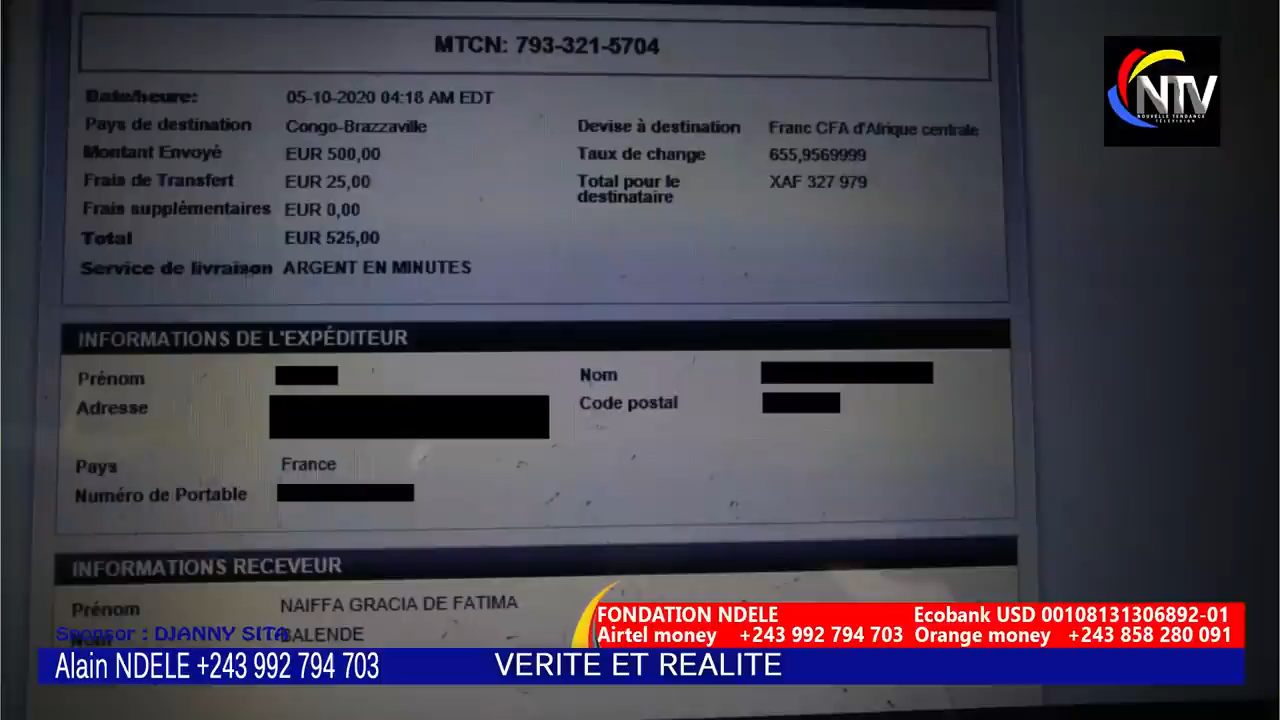 MTCN: 793-321-5704
NTV
NOUVELLE TENDANCE
TÉLÉVISION
Date/heure: 05-10-2020 04:18 AM EDT
Pays de destination Congo-Brazzaville Devise à destination Franc CFA d'Afrique centrale
Montant Envoyé EUR 500,00 Taux de change 655,9569999
Frais de Transfert EUR 25,00 Total pour le destinataire XAF 327 979
Frais supplémentaires EUR 0,00
Total EUR 525,00
Service de livraison ARGENT EN MINUTES
INFORMATIONS DE L'EXPÉDITEUR
Prénom Nom
Adresse Code postal
Pays France
Numéro de Portable
INFORMATIONS RECEVEUR
Prénom NAIFFA GRACIA DE FATIMA
Sponsor : DJANNY SITA
ALENDE
FONDATION NDELE Ecobank USD 00108131306892-01
Airtel money +243 992 794 703 Orange money +243 858 280 091
Alain NDELE +243 992 794 703 VERITE ET REALITE